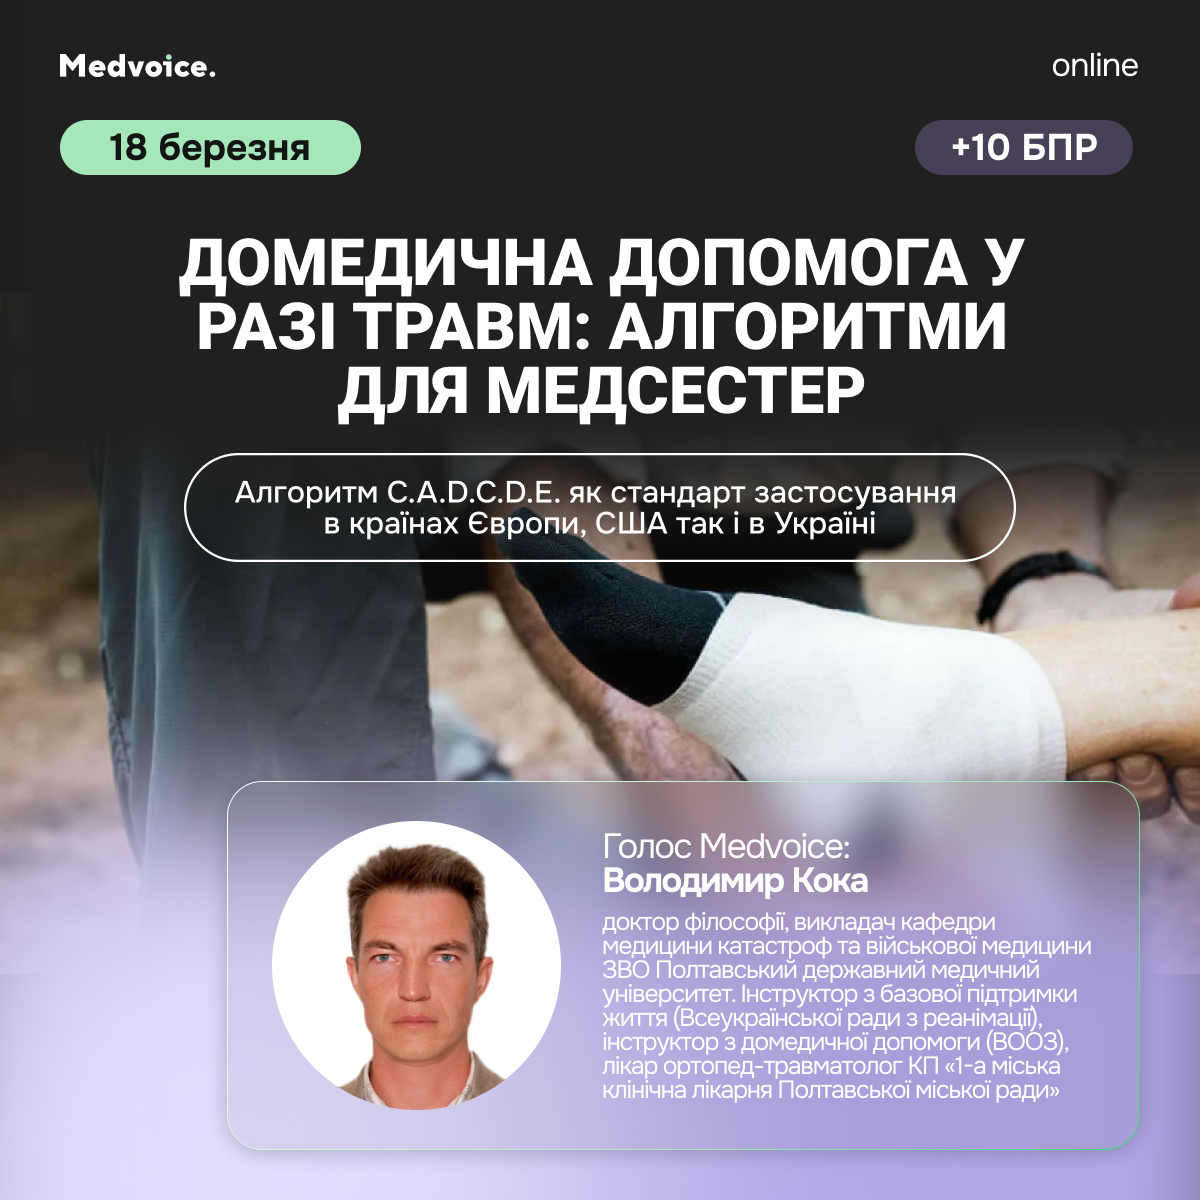 Medvoice.
online
18 березня
+10 БПР
ДОМЕДИЧНА ДОПОМОГА У
РАЗІ ТРАВМ: АЛГОРИТМИ
ДЛЯ МЕДСЕСТЕР
Алгоритм C.A.D.C.D.E. як стандарт застосування
в країнах Європи, США так і в Україні
Голос Medvoice:
Володимир Кока
доктор філософії, викладач кафедри
медицини катастроф та військової медицини
ЗВО Полтавський державний медичний
університет. Інструктор з базової підтримки
життя (Всеукраїнської ради з реанімації),
інструктор з домедичної допомоги (ВООЗ),
лікар ортопед-травматолог КП «1-а міська
клінічна лікарня Полтавської міської ради»